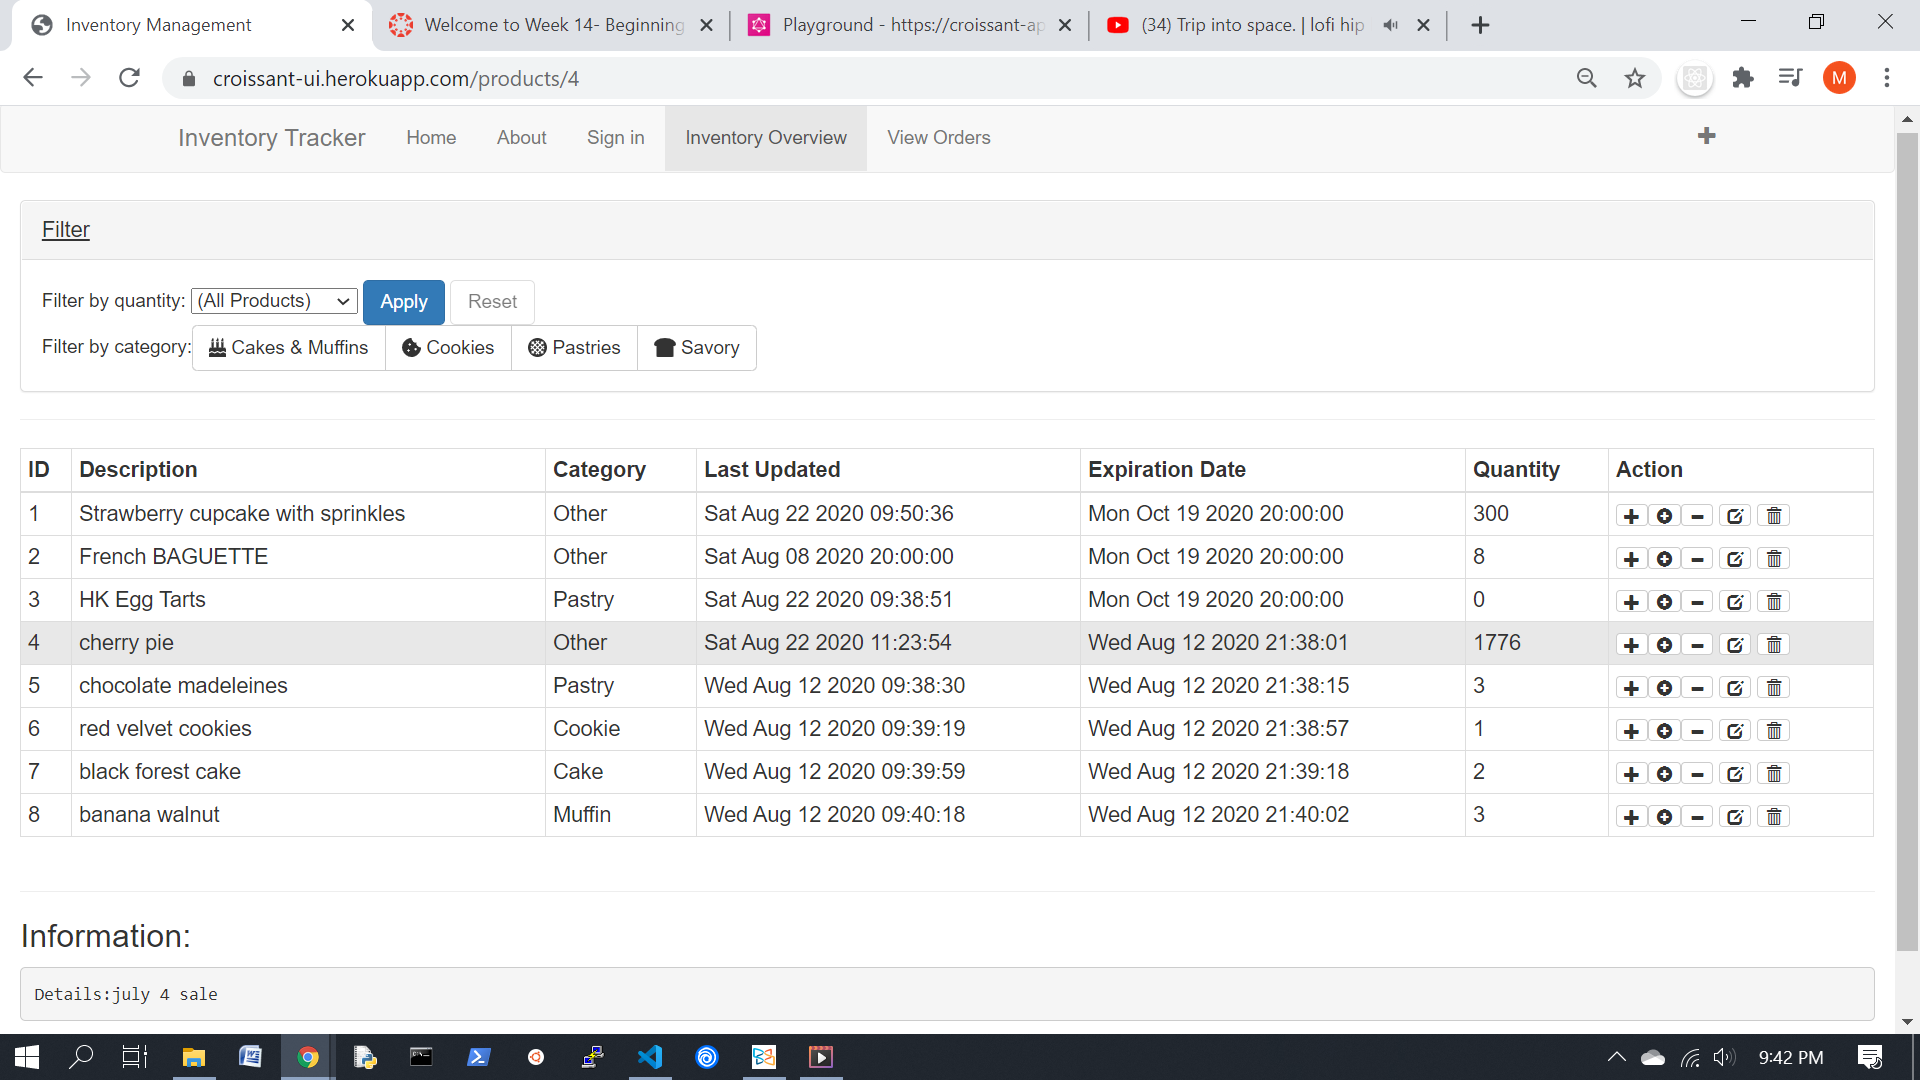 Inventory Management
Welcome to Week 14- Beginning
Playground - https://croissant-ap
(34) Trip into space. | lofi hip
croissant-ui.herokuapp.com/products/4
M
Inventory Tracker Home About Sign in Inventory Overview View Orders
Filter
Filter by quantity: (All Products) Apply Reset
Filter by category: Cakes & Muffins Cookies Pastries Savory
ID Description Category Last Updated Expiration Date Quantity Action
1 Strawberry cupcake with sprinkles Other Sat Aug 22 2020 09:50:36 Mon Oct 19 2020 20:00:00 300
2 French BAGUETTE Other Sat Aug 08 2020 20:00:00 Mon Oct 19 2020 20:00:00 8
3 HK Egg Tarts Pastry Sat Aug 22 2020 09:38:51 Mon Oct 19 2020 20:00:00 0
4 cherry pie Other Sat Aug 22 2020 11:23:54 Wed Aug 12 2020 21:38:01 1776
5 chocolate madeleines Pastry Wed Aug 12 2020 09:38:30 Wed Aug 12 2020 21:38:15 3
6 red velvet cookies Cookie Wed Aug 12 2020 09:39:19 Wed Aug 12 2020 21:38:57 1
7 black forest cake Cake Wed Aug 12 2020 09:39:59 Wed Aug 12 2020 21:39:18 2
8 banana walnut Muffin Wed Aug 12 2020 09:40:18 Wed Aug 12 2020 21:40:02 3
Information:
Details:july 4 sale
9:42 PM